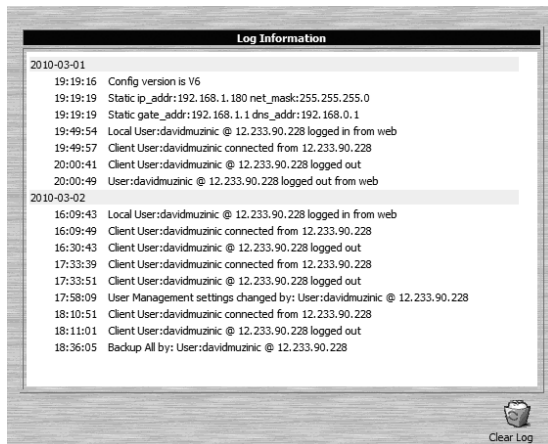 Log Information
2010-03-01
19:19:16 Config version is V6
19:19:19 Static ip_addr:192.168.1.180 net_mask:255.255.255.0
19:19:19 Static gate_addr:192.168.1.1 dns_addr:192.168.0.1
19:49:54 Local User:davidmuzinic @ 12.233.90.228 logged in from web
19:49:57 Client User:davidmuzinic connected from 12.233.90.228
20:00:41 Client User:davidmuzinic @ 12.233.90.228 logged out
20:00:49 User:davidmuzinic @ 12.233.90.228 logged out from web
2010-03-02
16:09:43 Local User:davidmuzinic @ 12.233.90.228 logged in from web
16:09:49 Client User:davidmuzinic connected from 12.233.90.228
16:30:43 Client User:davidmuzinic @ 12.233.90.228 logged out
17:33:39 Client User:davidmuzinic connected from 12.233.90.228
17:33:51 Client User:davidmuzinic @ 12.233.90.228 logged out
17:58:09 User Management settings changed by: User:davidmuzinic @ 12.233.90.228
18:10:51 Client User:davidmuzinic connected from 12.233.90.228
18:11:01 Client User:davidmuzinic @ 12.233.90.228 logged out
18:36:05 Backup All by: User:davidmuzinic @ 12.233.90.228
Clear Log